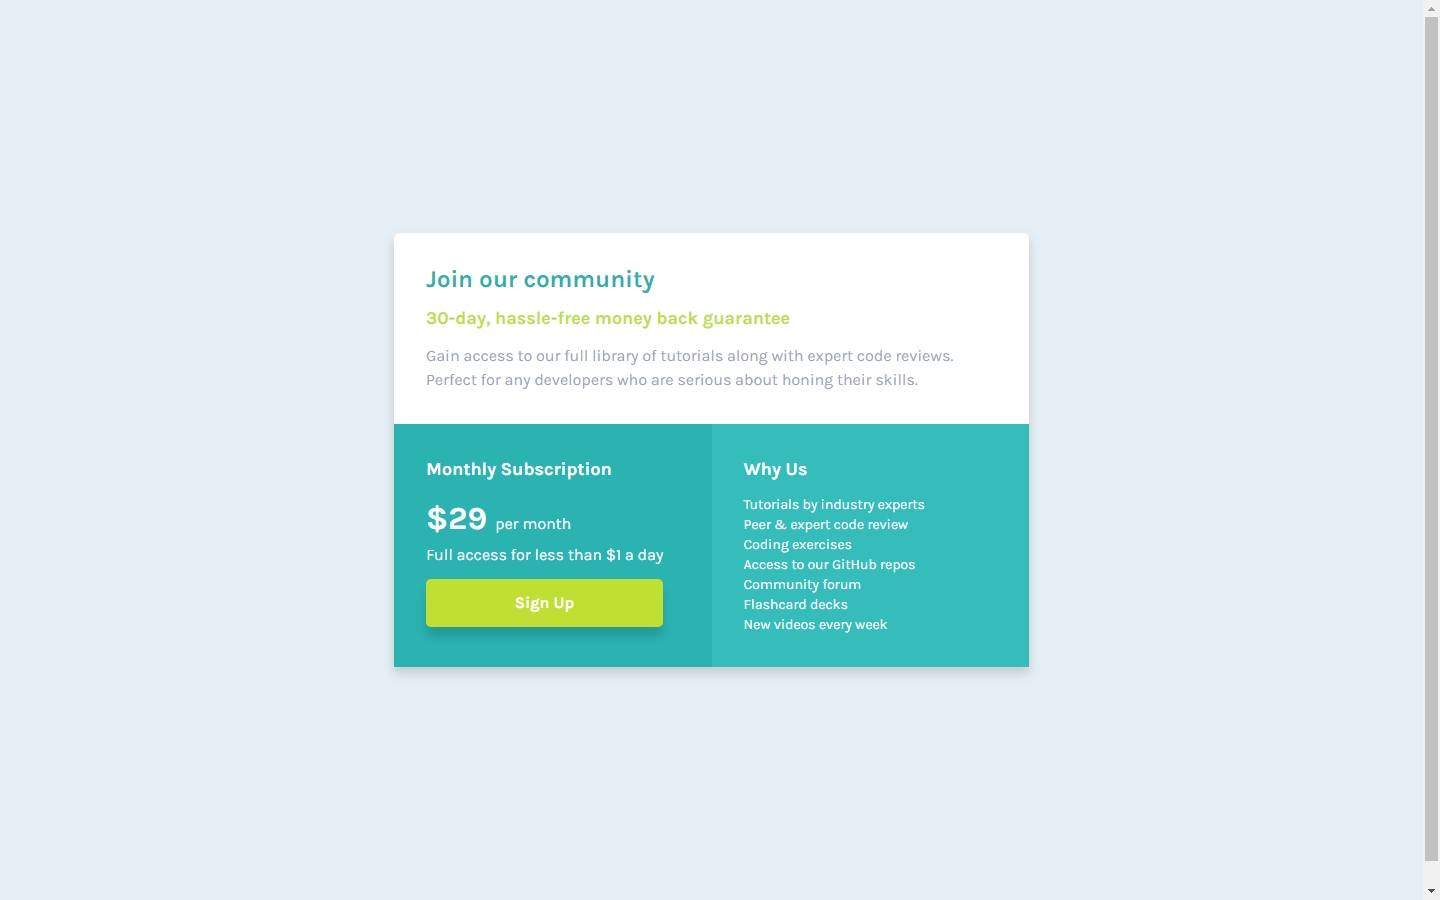 Join our community
30-day, hassle-free money back guarantee
Gain access to our full library of tutorials along with expert code reviews.
Perfect for any developers who are serious about honing their skills.
Monthly Subscription
$29 per month
Full access for less than $1 a day
Sign Up
Why Us
Tutorials by industry experts
Peer & expert code review
Coding exercises
Access to our GitHub repos
Community forum
Flashcard decks
New videos every week